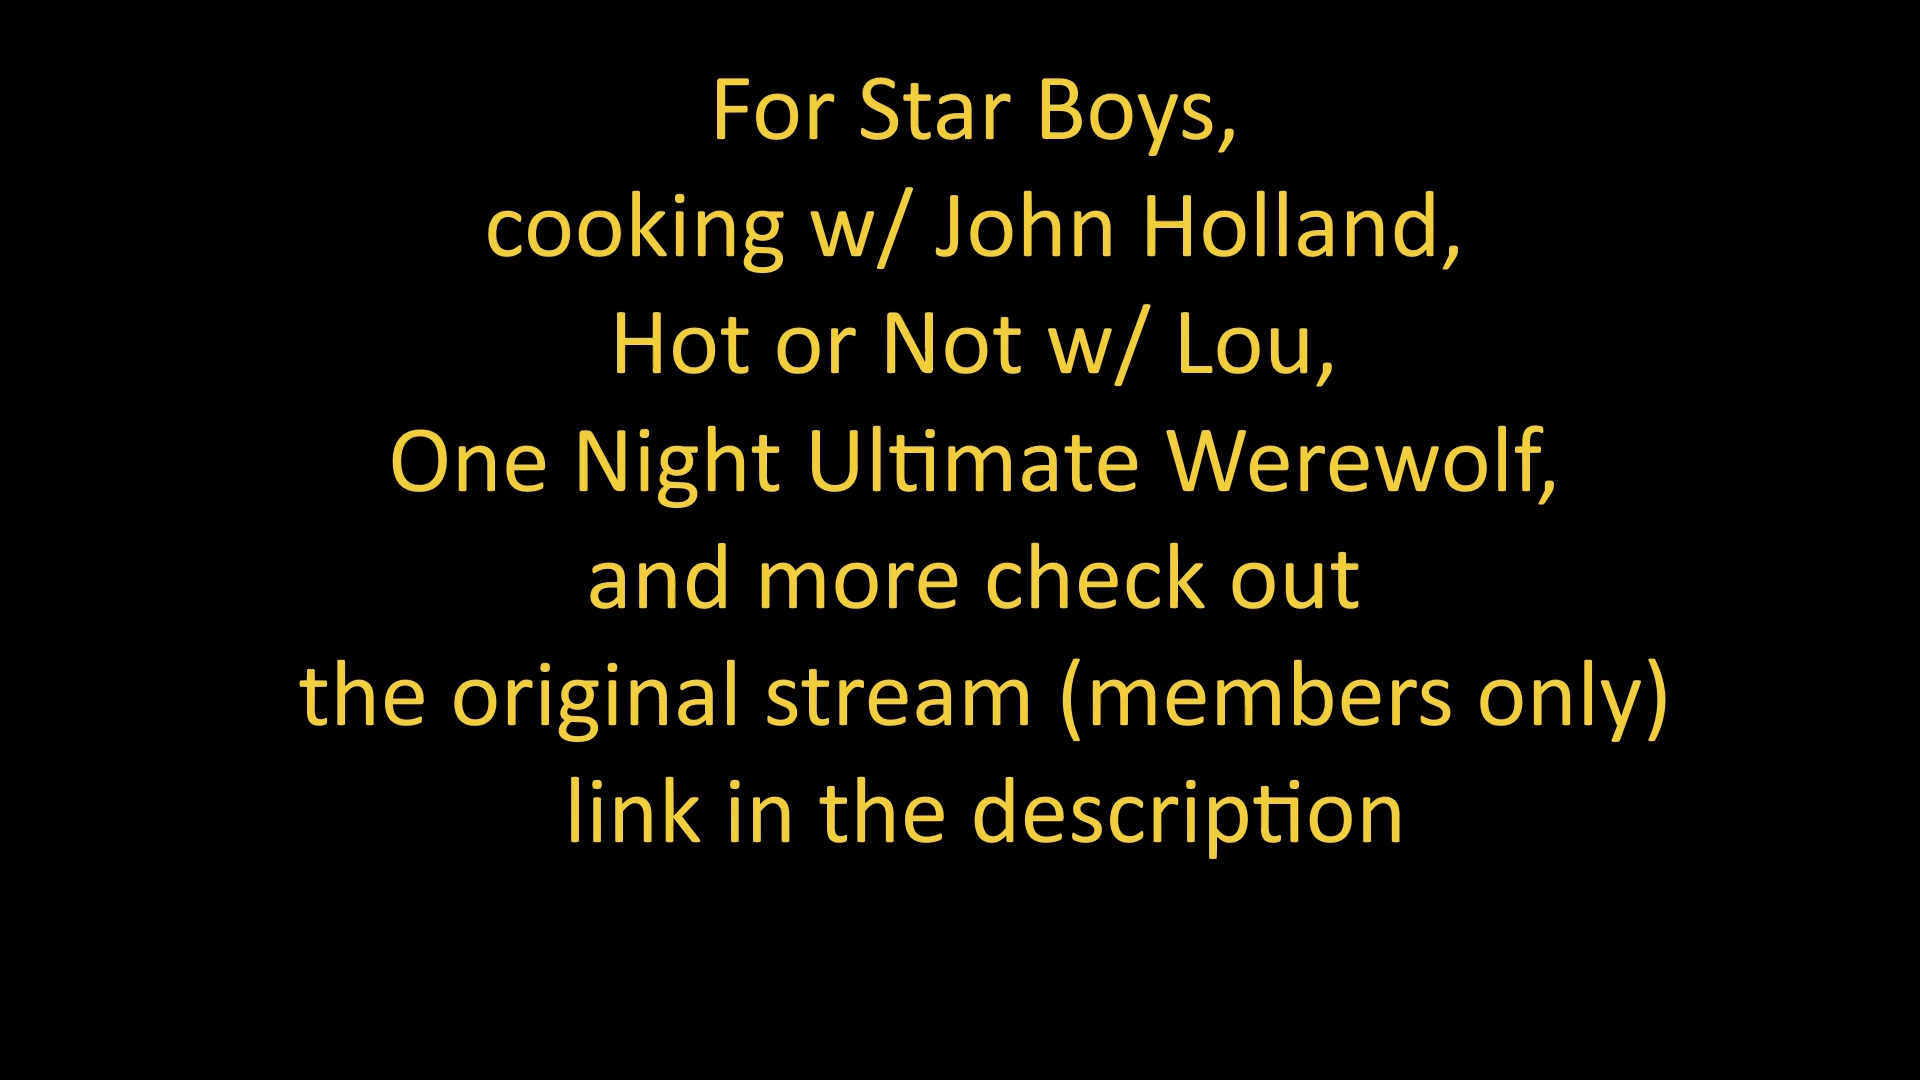 For Star Boys,
cooking w/ John Holland,
Hot or Not w/ Lou,
One Night Ultimate Werewolf,
and more check out
the original stream (members only)
link in the description